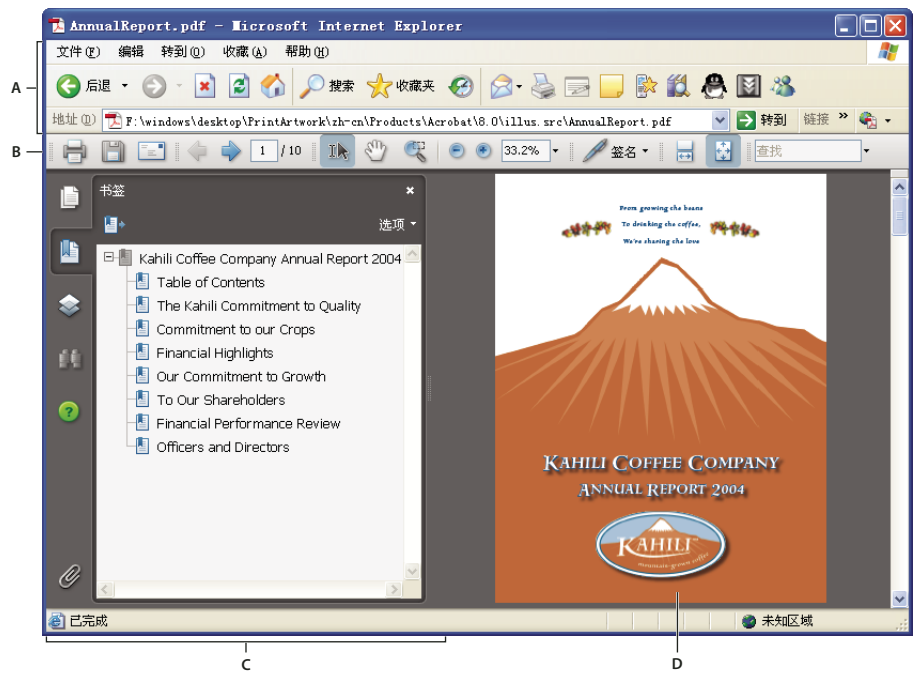 AnnualReport.pdf - Microsoft Internet Explorer
文件(F) 编辑 转到(O) 收藏(A) 帮助(H)
A
后退 搜索 收藏夹
地址(D) F:\windows\desktop\PrintArtwork\zh-cn\Products\Acrobat\8.0\illus.src\AnnualReport.pdf 转到 链接 »
B
1 / 10 33.2% 签名 查找
书签
选项
Kahili Coffee Company Annual Report 2004
Table of Contents
The Kahili Commitment to Quality
Commitment to our Crops
Financial Highlights
Our Commitment to Growth
To Our Shareholders
Financial Performance Review
Officers and Directors
From growing the beans
To drinking the coffee,
We're sharing the love
KAHILI COFFEE COMPANY
ANNUAL REPORT 2004
KAHILI
mountain-grown coffee
已完成 未知区域
C D